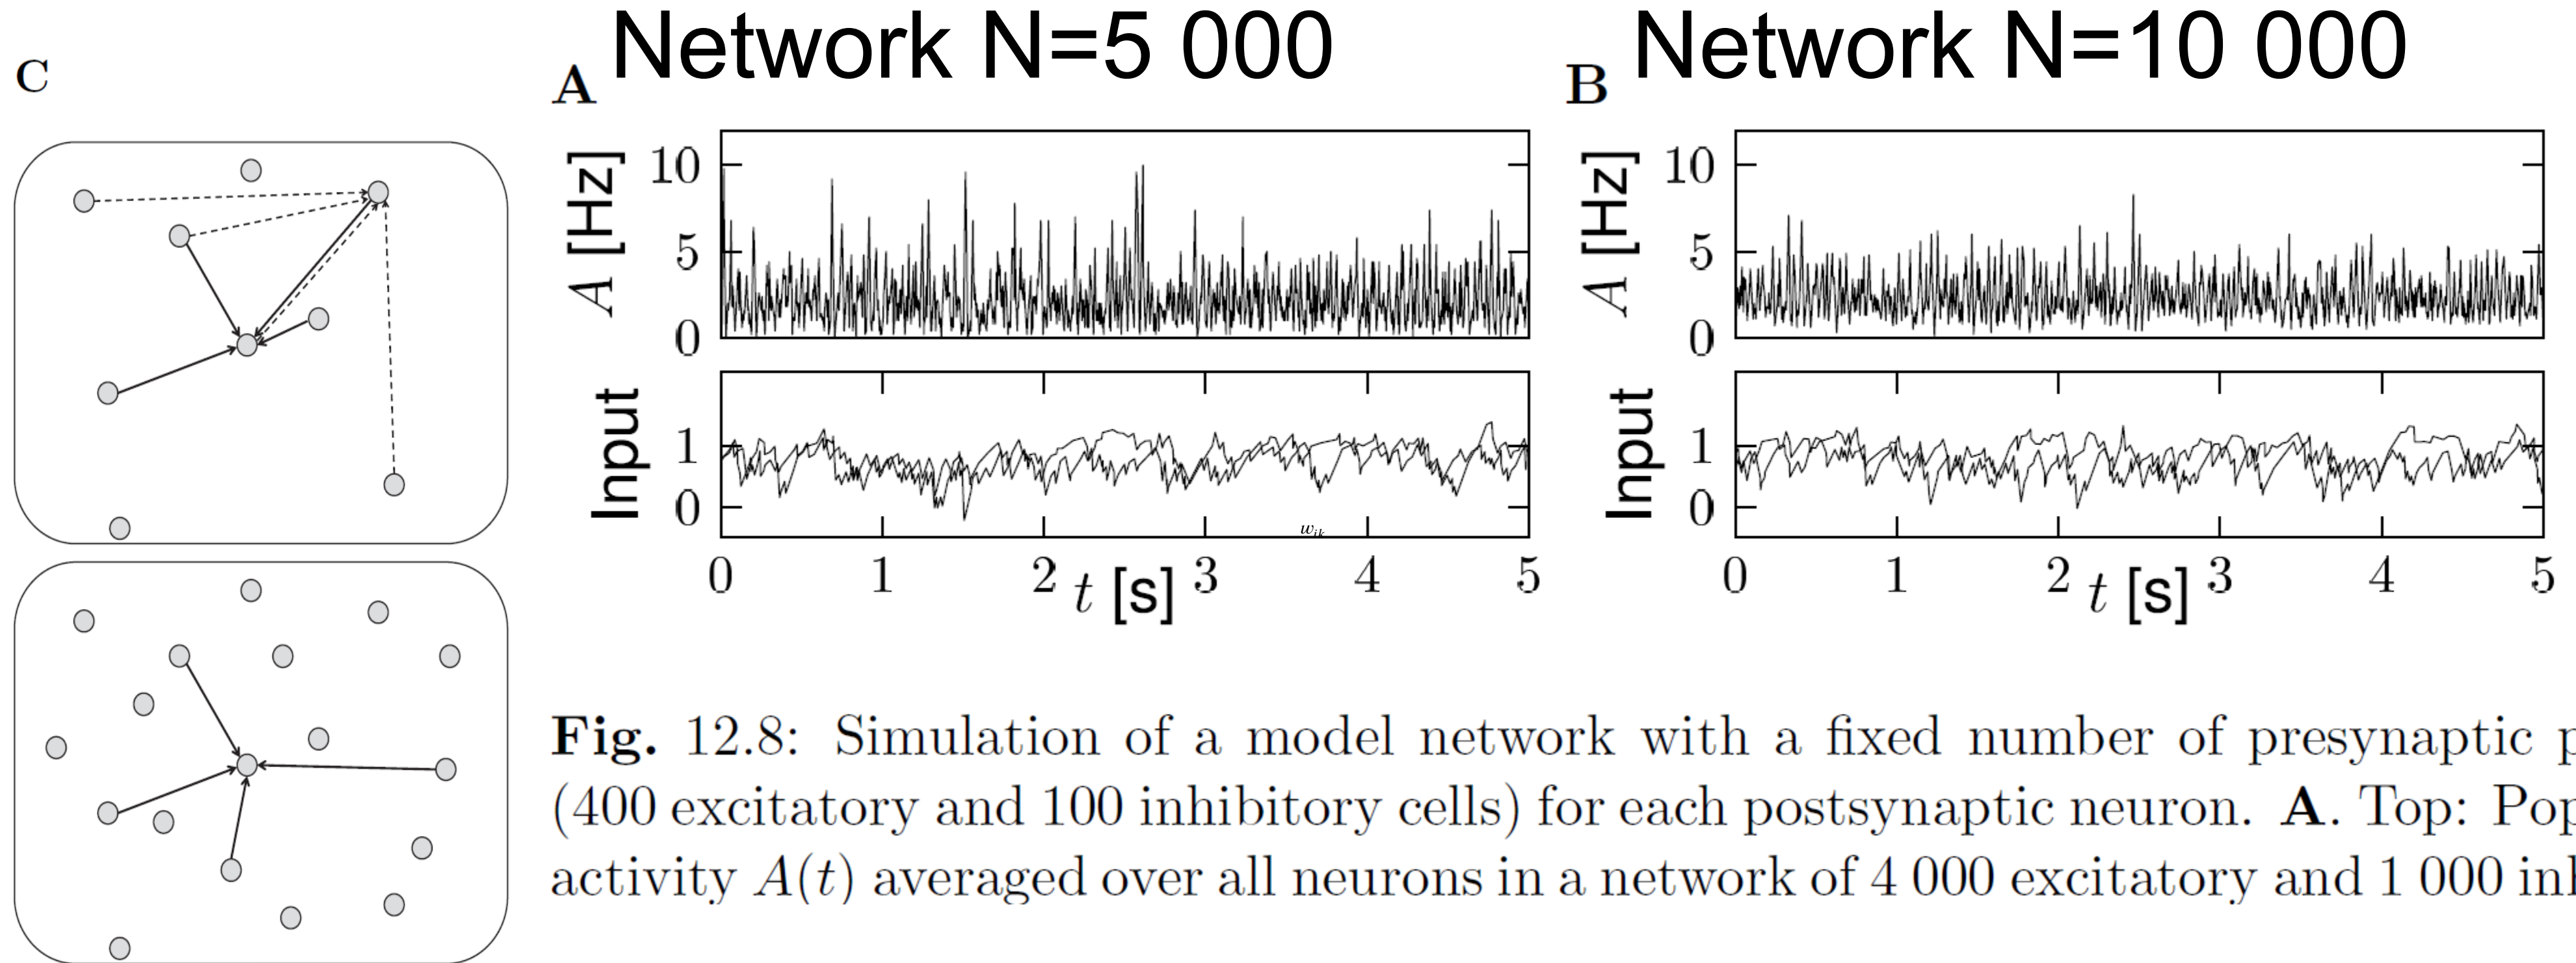 C
A Network N=5 000
A [Hz]
10
5
0
Input
1
0
w_ik
0 1 2 3 4 5
t [s]
B Network N=10 000
A [Hz]
10
5
0
Input
1
0
0 1 2 3 4 5
t [s]
Fig. 12.8: Simulation of a model network with a fixed number of presynaptic
(400 excitatory and 100 inhibitory cells) for each postsynaptic neuron. A. Top:
activity A(t) averaged over all neurons in a network of 4 000 excitatory and 1 000